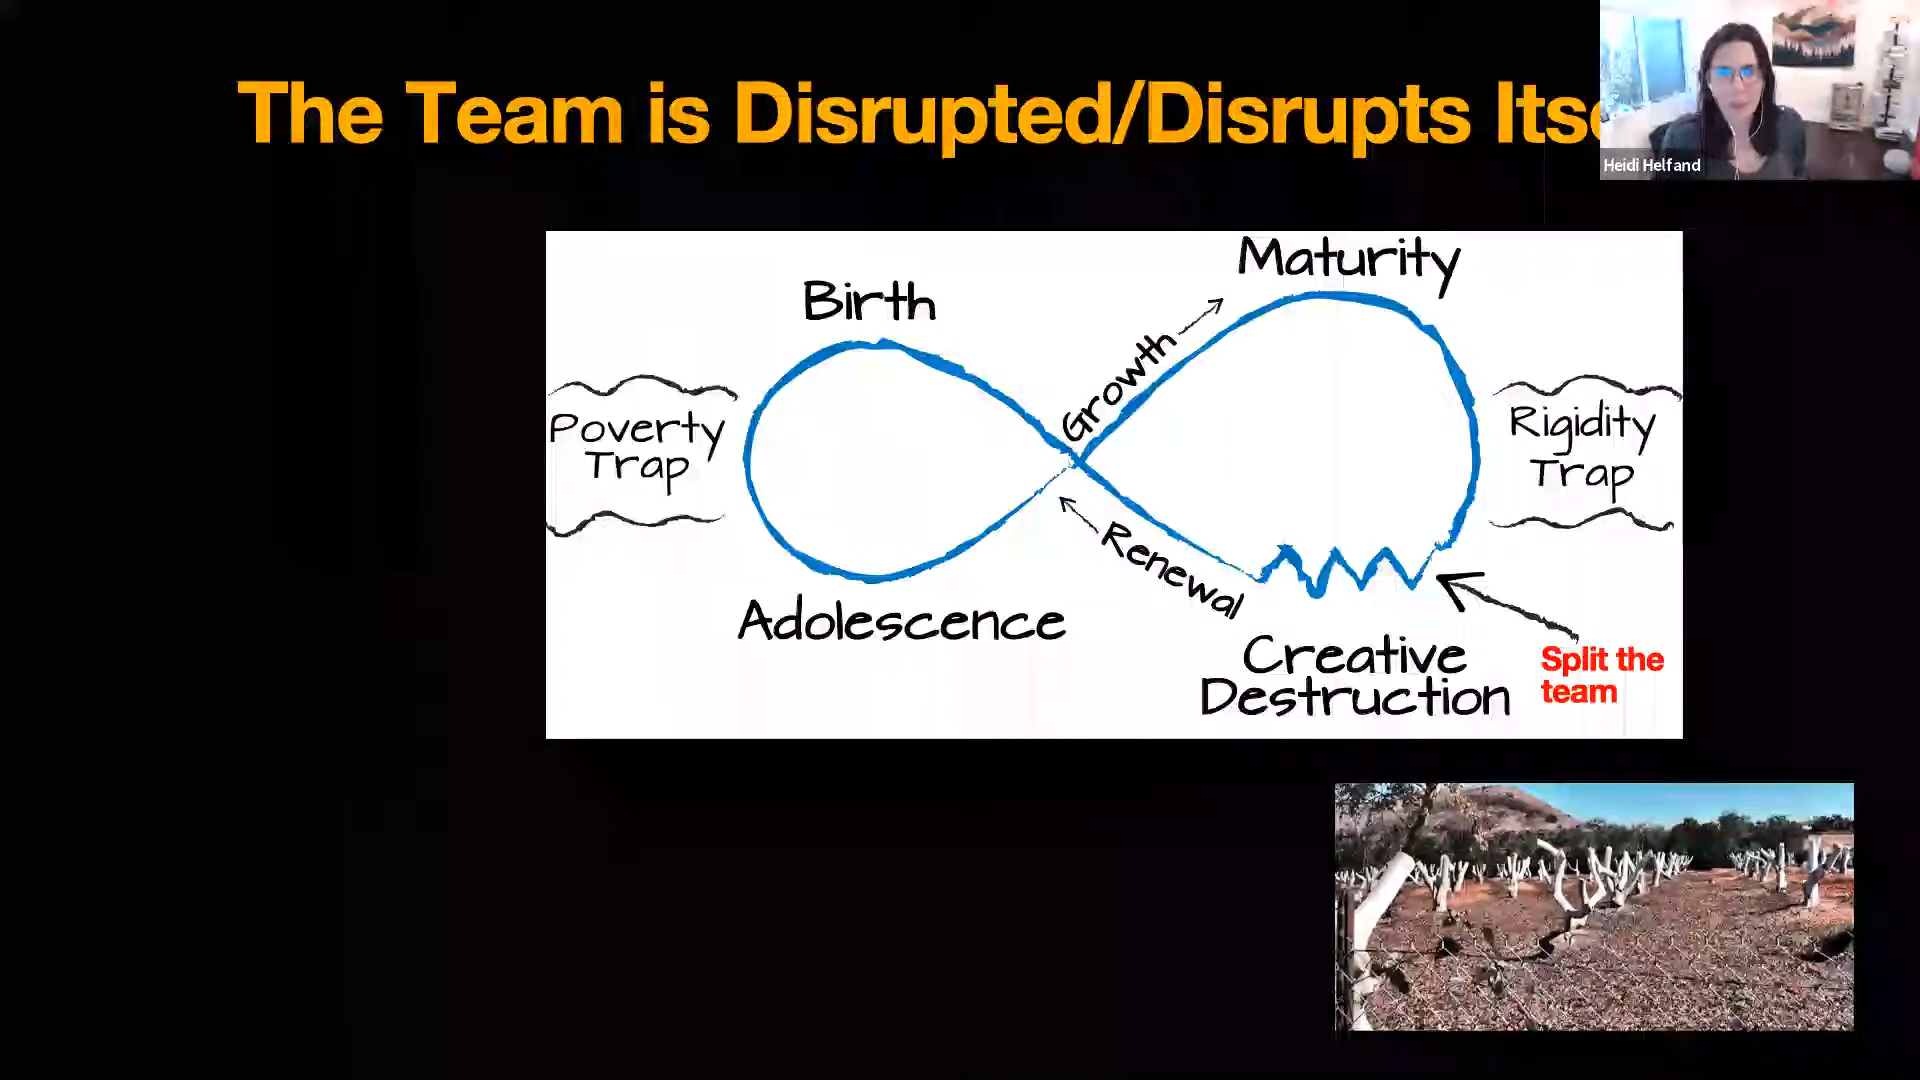 The Team is Disrupted/Disrupts Its
Heidi Helfand
Maturity
Birth
Growth
Poverty
Trap
Rigidity
Trap
Renewal
Adolescence
Creative
Destruction
Split the
team